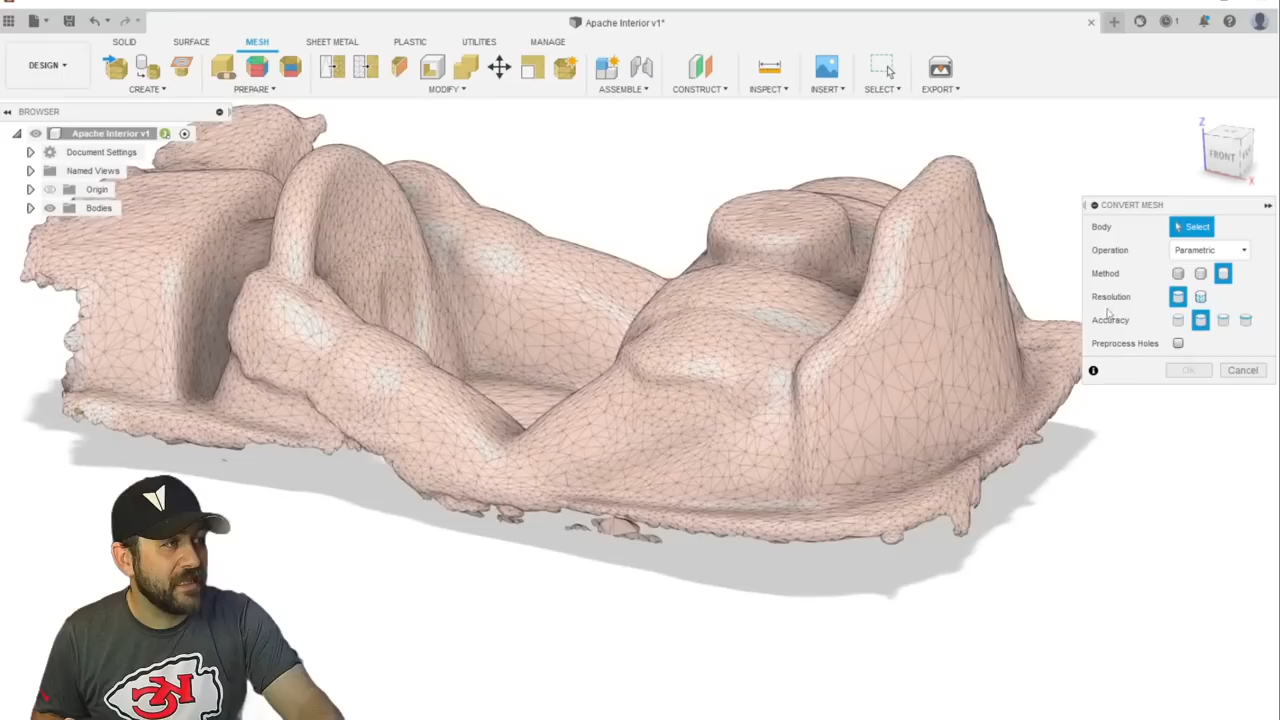 Apache Interior v1*
1
DESIGN
SOLID SURFACE MESH SHEET METAL PLASTIC UTILITIES MANAGE
CREATE PREPARE MODIFY ASSEMBLE CONSTRUCT INSPECT INSERT SELECT EXPORT
BROWSER
Apache Interior v1
Document Settings
Named Views
Origin
Bodies
Z
FRONT
X
CONVERT MESH
Body Select
Operation Parametric
Method
Resolution
Accuracy
Preprocess Holes
Ok Cancel
KC